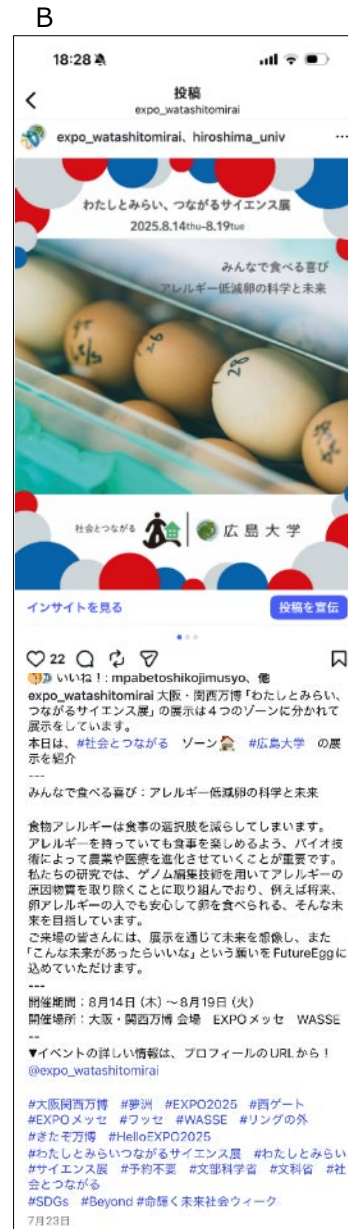 B
18:28
投稿
expo_watashitomirai
expo_watashitomirai、hiroshima_univ
わたしとみらい、つながるサイエンス展
2025.8.14thu-8.19tue
みんなで食べる喜び
アレルギー低減卵の科学と未来
26
28
社会とつながる
広島大学
インサイトを見る
投稿を宣伝
22
いいね！: mpabetoshikojimusyo、他
expo_watashitomirai 大阪・関西万博「わたしとみらい、
つながるサイエンス展」の展示は４つのゾーンに分かれて
展示をしています。
本日は、#社会とつながる ゾーン🏠 #広島大学 の展
示を紹介
---
みんなで食べる喜び：アレルギー低減卵の科学と未来
食物アレルギーは食事の選択肢を減らしてしまいます。
アレルギーを持っていても食事を楽しめるよう、バイオ技
術によって農業や医療を進化させていくことが重要です。
私たちの研究では、ゲノム編集技術を用いてアレルギーの
原因物質を取り除くことに取り組んでおり、例えば将来、
卵アレルギーの人でも安心して卵を食べられる、そんな未
来を目指しています。
ご来場の皆さんには、展示を通じて未来を想像し、また
「こんな未来があったらいいな」という願いを FutureEggに
込めていただけます。
---
開催期間：8月14日（木）～8月19日（火）
開催場所：大阪・関西万博 会場 EXPOメッセ WASSE
--
▼イベントの詳しい情報は、プロフィールのURLから！
@expo_watashitomirai
#大阪関西万博 #夢洲 #EXPO2025 #西ゲート
#EXPOメッセ #ワッセ #WASSE #リングの外
#きたぞ万博 #HelloEXPO2025
#わたしとみらいつながるサイエンス展 #わたしとみらい
#サイエンス展 #予約不要 #文部科学省 #文科省 #社
会とつながる
#SDGs #Beyond #命輝く未来社会ウィーク
7月23日